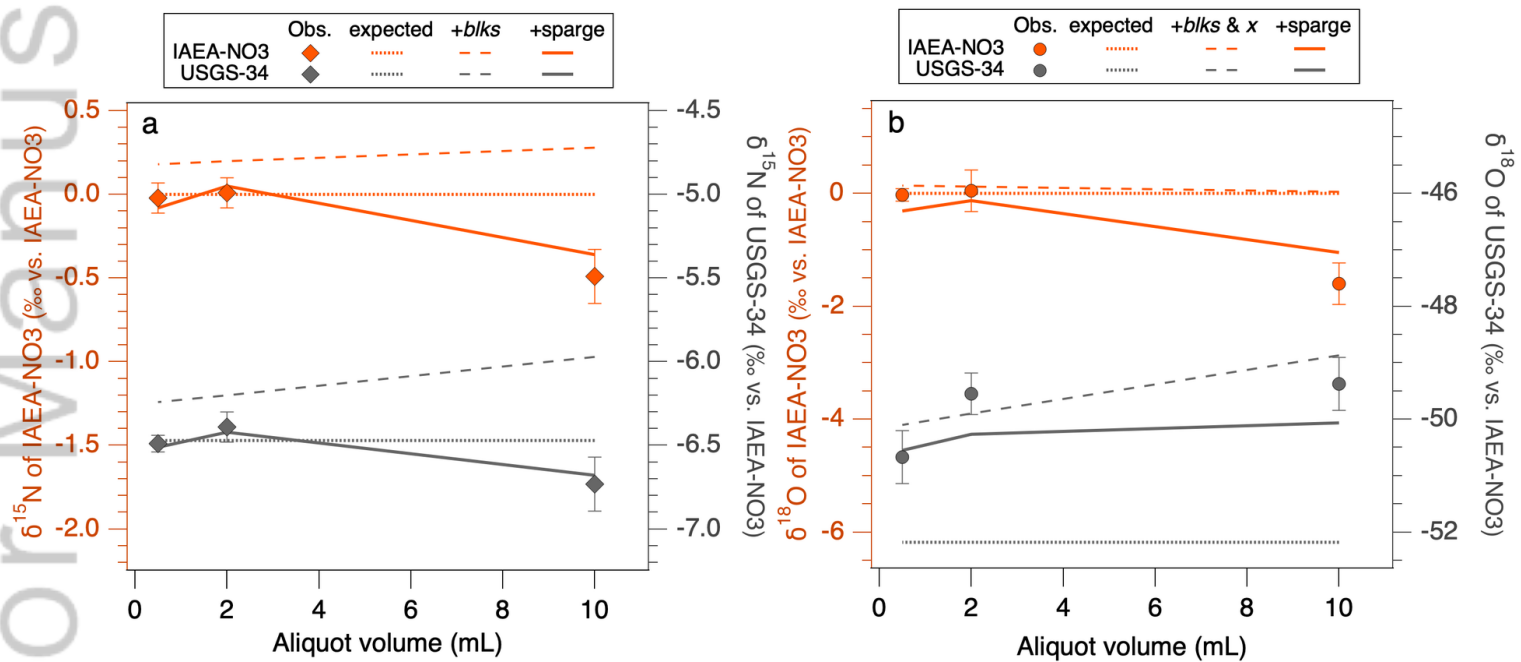 or Manus
Obs. expected +blks +sparge
IAEA-NO3
USGS-34
a
0.5
0.0
-0.5
-1.0
-1.5
-2.0
δ15N of IAEA-NO3 (‰ vs. IAEA-NO3)
-4.5
-5.0
-5.5
-6.0
-6.5
-7.0
δ15N of USGS-34 (‰ vs. IAEA-NO3)
0 2 4 6 8 10
Aliquot volume (mL)
Obs. expected +blks & x +sparge
IAEA-NO3
USGS-34
b
0
-2
-4
-6
δ18O of IAEA-NO3 (‰ vs. IAEA-NO3)
-46
-48
-50
-52
δ18O of USGS-34 (‰ vs. IAEA-NO3)
0 2 4 6 8 10
Aliquot volume (mL)